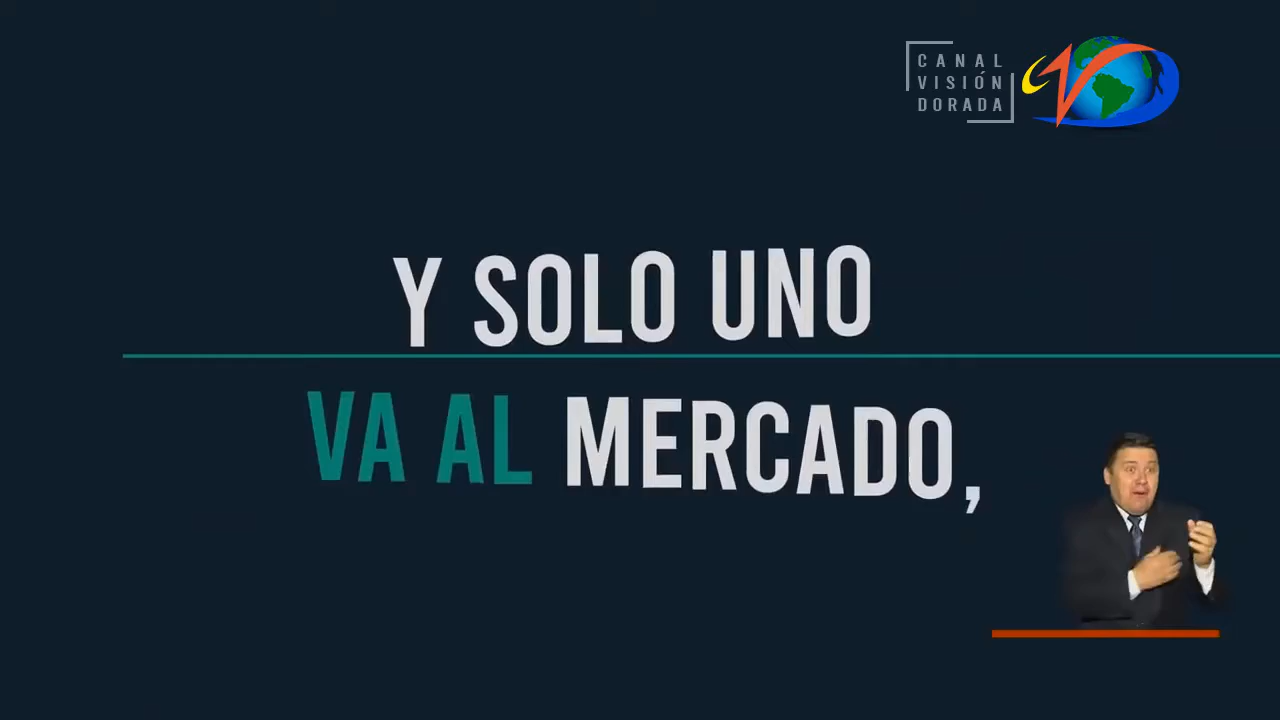 CANAL
VISIÓN
DORADA
Y SOLO UNO
VA AL MERCADO,